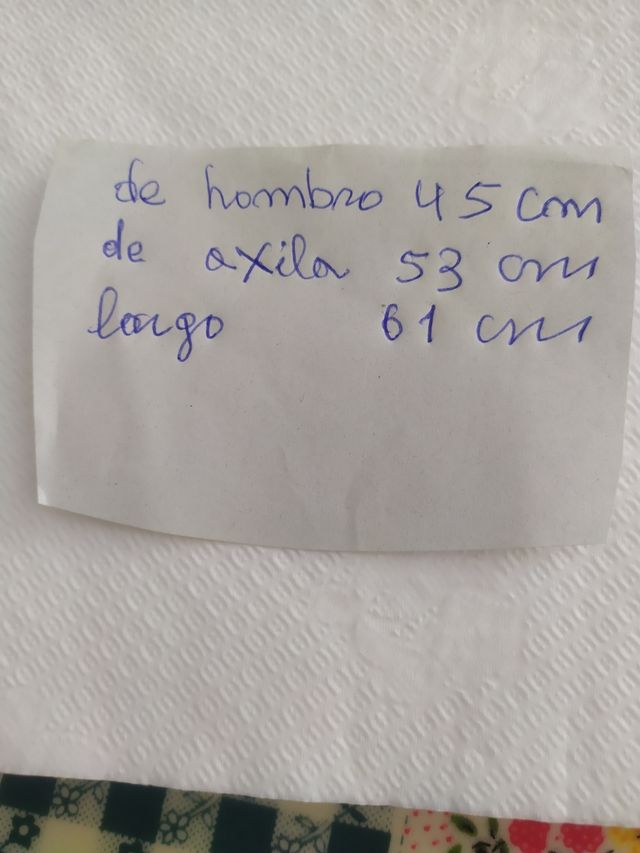 de hombro 45 cm
de axila 53 cm
largo 61 cm